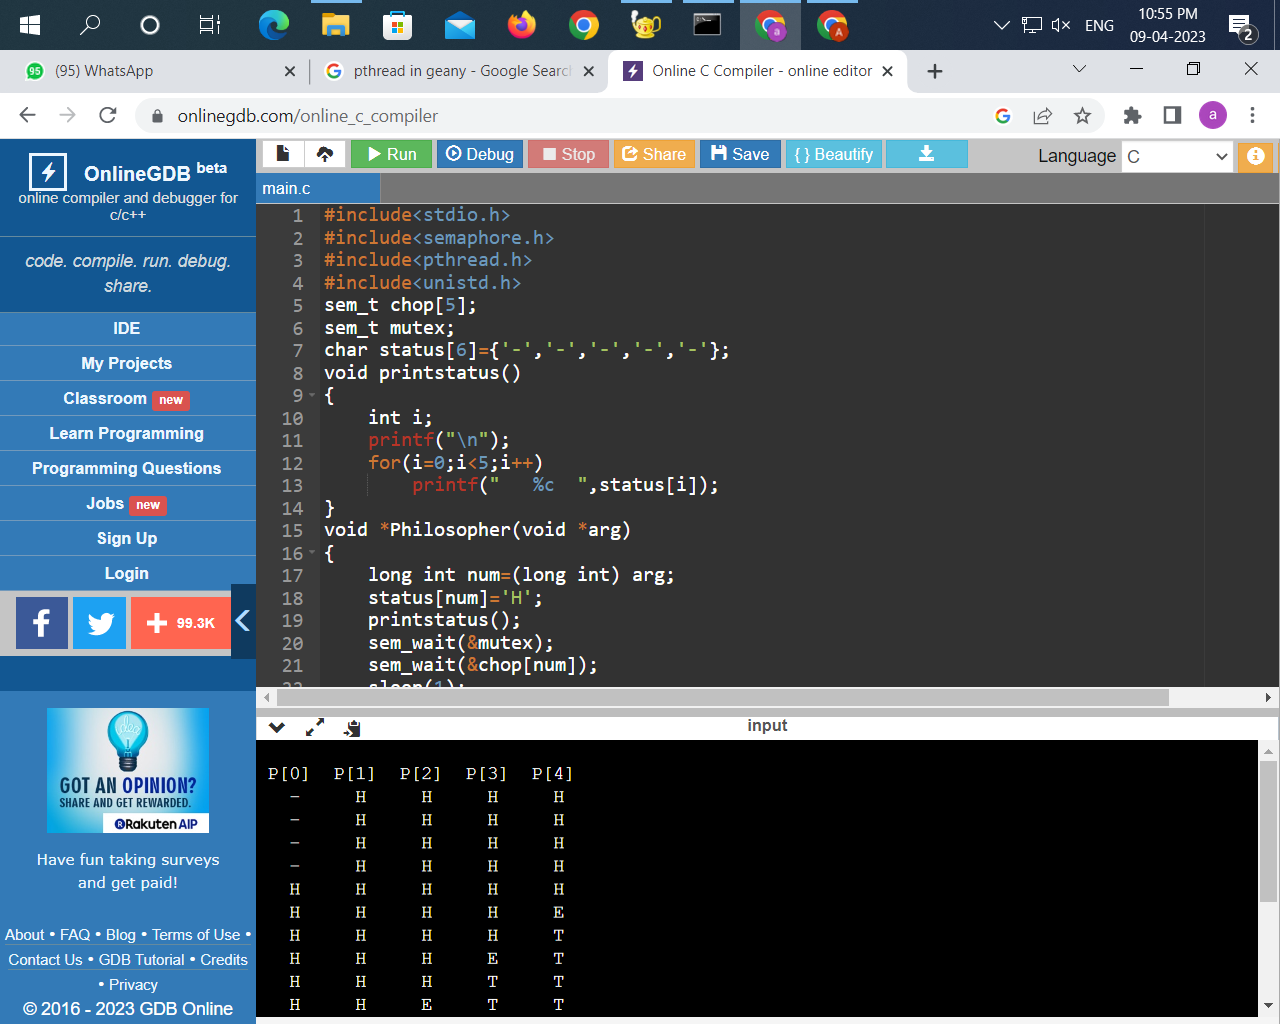 ENG
10:55 PM
09-04-2023
2
95
(95) WhatsApp
pthread in geany - Google Searc
Online C Compiler - online editor
onlinegdb.com/online_c_compiler
a
OnlineGDB beta
online compiler and debugger for
c/c++
code. compile. run. debug.
share.
IDE
My Projects
Classroom new
Learn Programming
Programming Questions
Jobs new
Sign Up
Login
99.3K
GOT AN OPINION?
SHARE AND GET REWARDED.
Rakuten AIP
Have fun taking surveys
and get paid!
About • FAQ • Blog • Terms of Use •
Contact Us • GDB Tutorial • Credits
• Privacy
© 2016 - 2023 GDB Online
Run Debug Stop Share Save { } Beautify
Language C
main.c
1 #include<stdio.h>
2 #include<semaphore.h>
3 #include<pthread.h>
4 #include<unistd.h>
5 sem_t chop[5];
6 sem_t mutex;
7 char status[6]={'-','-','-','-','-'};
8 void printstatus()
9 {
10 int i;
11 printf("\n");
12 for(i=0;i<5;i++)
13 printf("   %c  ",status[i]);
14 }
15 void *Philosopher(void *arg)
16 {
17 long int num=(long int) arg;
18 status[num]='H';
19 printstatus();
20 sem_wait(&mutex);
21 sem_wait(&chop[num]);
22 sleep(1);
input
P[0] P[1] P[2] P[3] P[4]
- H H H H
- H H H H
- H H H H
- H H H H
H H H H H
H H H H E
H H H H T
H H H E T
H H H T T
H H E T T